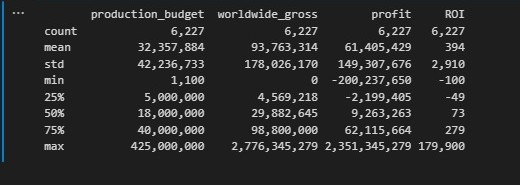 ...
production_budget worldwide_gross profit ROI
count 6,227 6,227 6,227 6,227
mean 32,357,884 93,763,314 61,405,429 394
std 42,236,733 178,026,170 149,307,676 2,910
min 1,100 0 -200,237,650 -100
25% 5,000,000 4,569,218 -2,199,405 -49
50% 18,000,000 29,882,645 9,263,263 73
75% 40,000,000 98,800,000 62,115,664 279
max 425,000,000 2,776,345,279 2,351,345,279 179,900